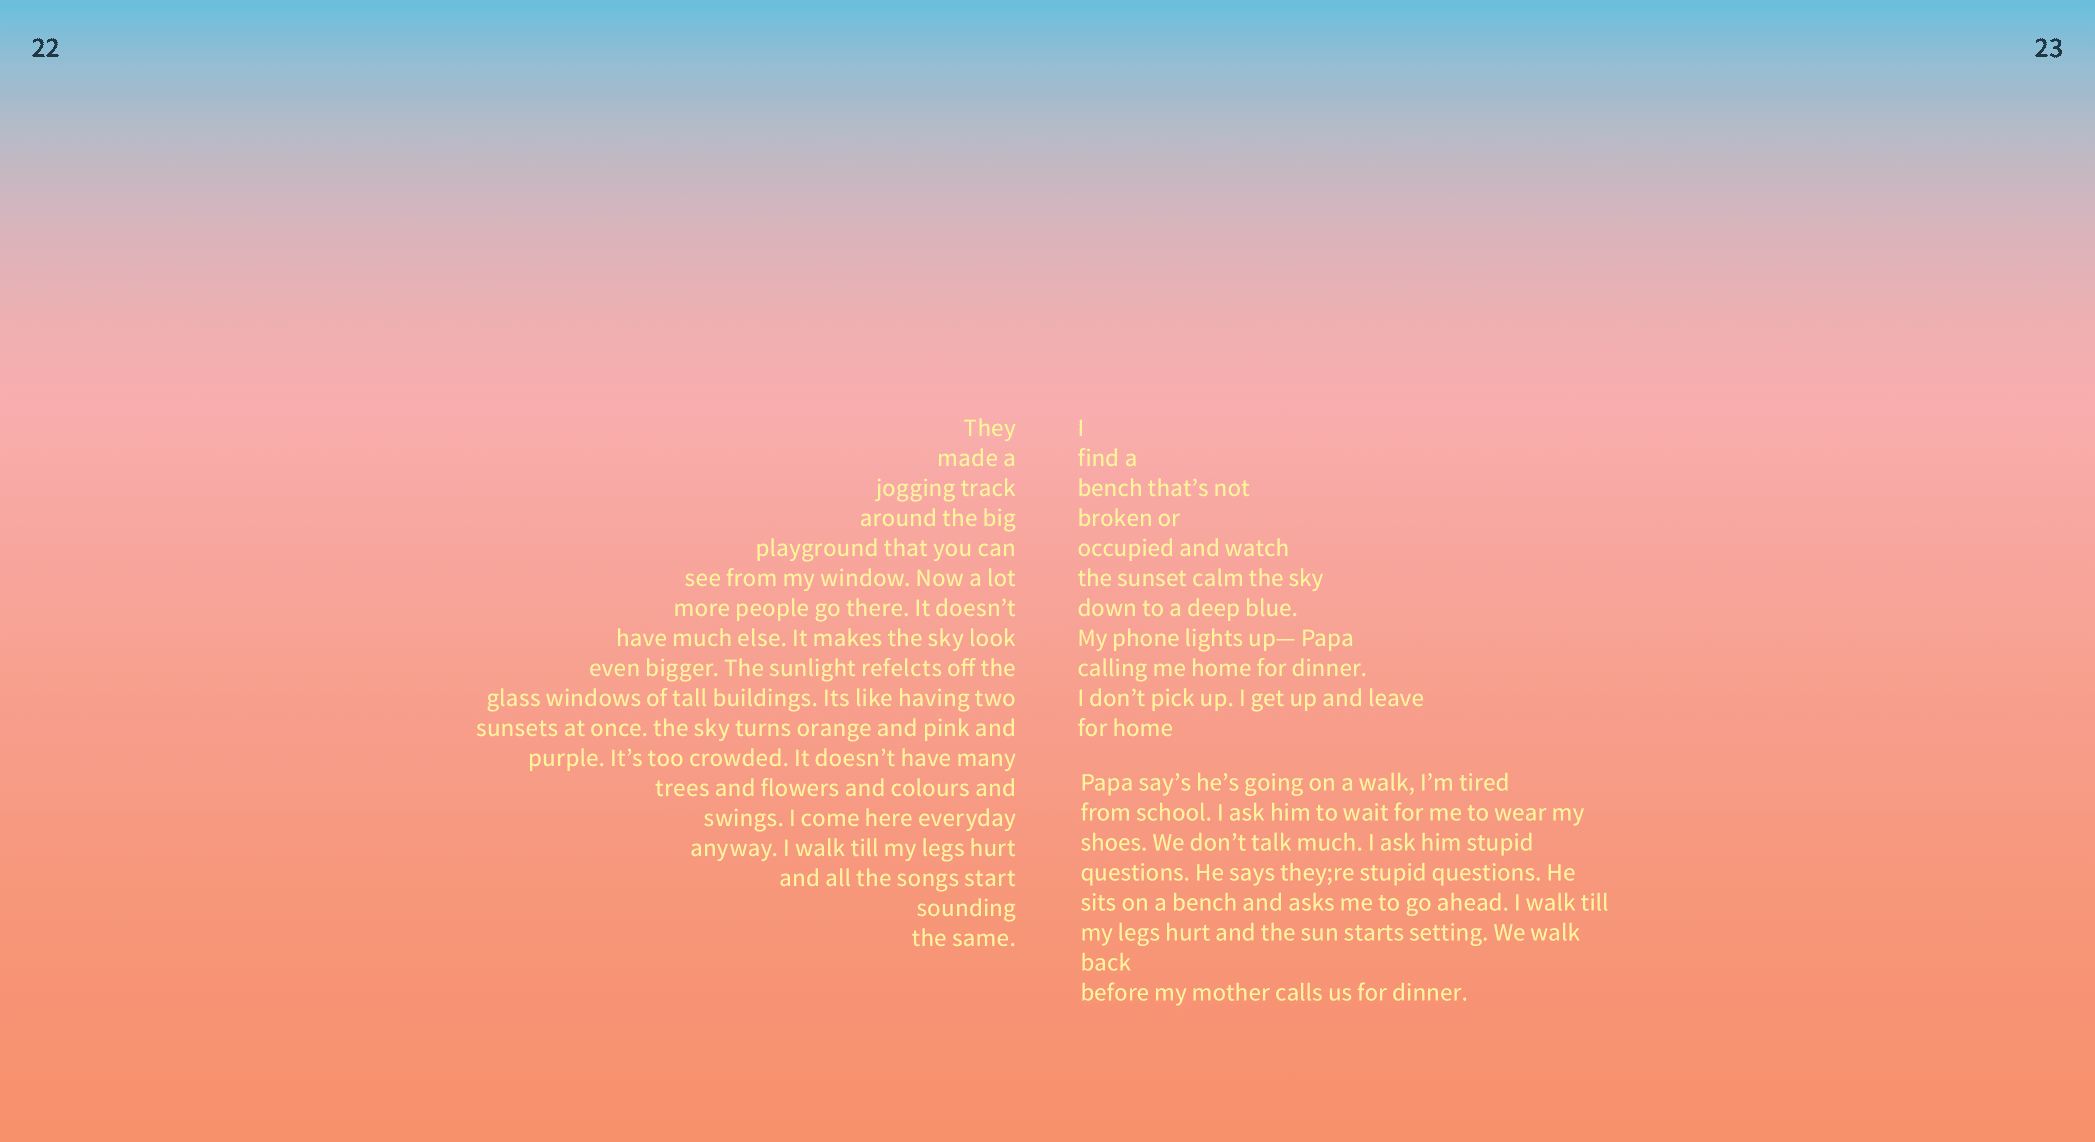 22
They
made a
jogging track
around the big
playground that you can
see from my window. Now a lot
more people go there. It doesn’t
have much else. It makes the sky look
even bigger. The sunlight refelcts off the
glass windows of tall buildings. Its like having two
sunsets at once. the sky turns orange and pink and
purple. It’s too crowded. It doesn’t have many
trees and flowers and colours and
swings. I come here everyday
anyway. I walk till my legs hurt
and all the songs start
sounding
the same.
23
I
find a
bench that’s not
broken or
occupied and watch
the sunset calm the sky
down to a deep blue.
My phone lights up— Papa
calling me home for dinner.
I don’t pick up. I get up and leave
for home
Papa say’s he’s going on a walk, I’m tired
from school. I ask him to wait for me to wear my
shoes. We don’t talk much. I ask him stupid
questions. He says they;re stupid questions. He
sits on a bench and asks me to go ahead. I walk till
my legs hurt and the sun starts setting. We walk
back
before my mother calls us for dinner.